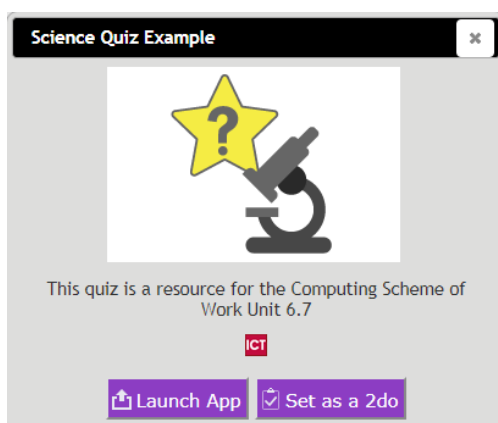 Science Quiz Example
?
This quiz is a resource for the Computing Scheme of
Work Unit 6.7
ICT
Launch App Set as a 2do